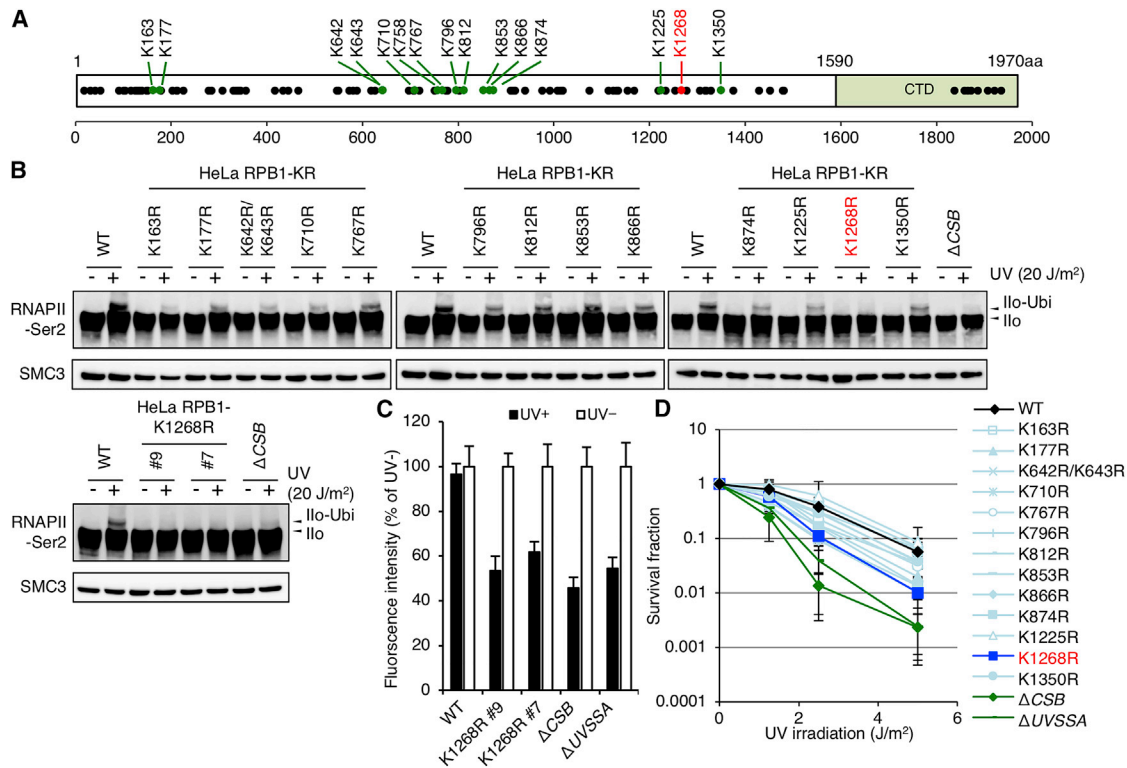 A
K163
K177
K642
K643
K710
K758
K767
K796
K812
K853
K866
K874
K1225
K1268
K1350
1
1590
1970aa
CTD
0 200 400 600 800 1000 1200 1400 1600 1800 2000
B
HeLa RPB1-KR HeLa RPB1-KR HeLa RPB1-KR
WT K163R K177R K642R/ K643R K710R K767R WT K796R K812R K853R K866R WT K874R K1225R K1268R K1350R ΔCSB
- + - + - + - + - + - + - + - + - + - + - + - + - + - + - + - + - + UV (20 J/m²)
RNAPII
-Ser2
IIo-Ubi
IIo
SMC3
HeLa RPB1-
K1268R
WT #9 #7 ΔCSB
UV
- + - + - + - + (20 J/m²)
RNAPII
-Ser2
IIo-Ubi
IIo
SMC3
C
UV+ UV−
Fluorescence intensity (% of UV-)
120
100
80
60
40
20
0
WT
K1268R #9
K1268R #7
ΔCSB
ΔUVSSA
D
Survival fraction
10
1
0.1
0.01
0.001
0.0001
0 2 4 6
UV irradiation (J/m²)
WT
K163R
K177R
K642R/K643R
K710R
K767R
K796R
K812R
K853R
K866R
K874R
K1225R
K1268R
K1350R
ΔCSB
ΔUVSSA